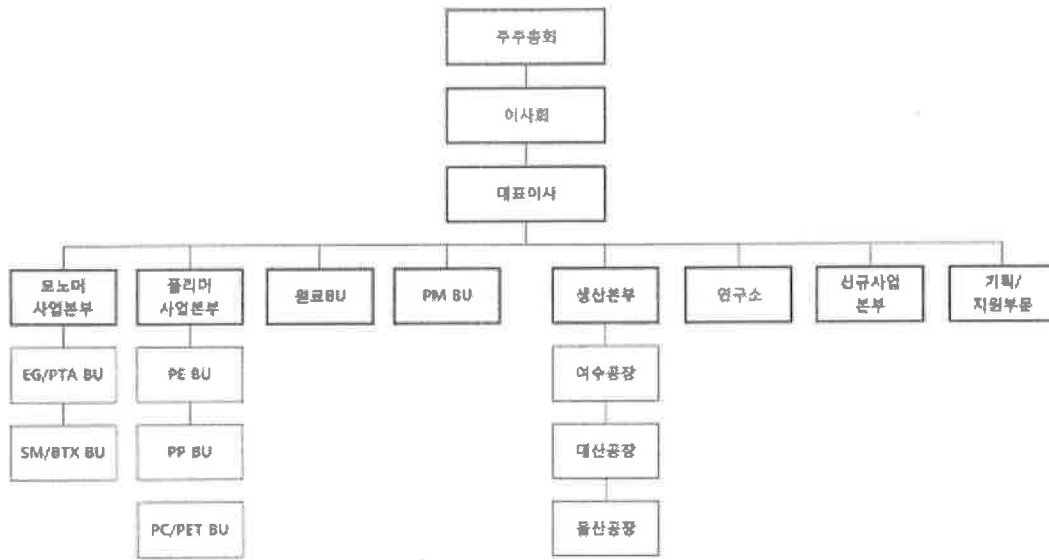 주주총회
이사회
대표이사
모노머
사업본부
폴리머
사업본부
원료BU
PM BU
생산본부
연구소
신규사업
본부
기획/
지원부문
EG/PTA BU
PE BU
여수공장
SM/BTX BU
PP BU
대산공장
PC/PET BU
울산공장